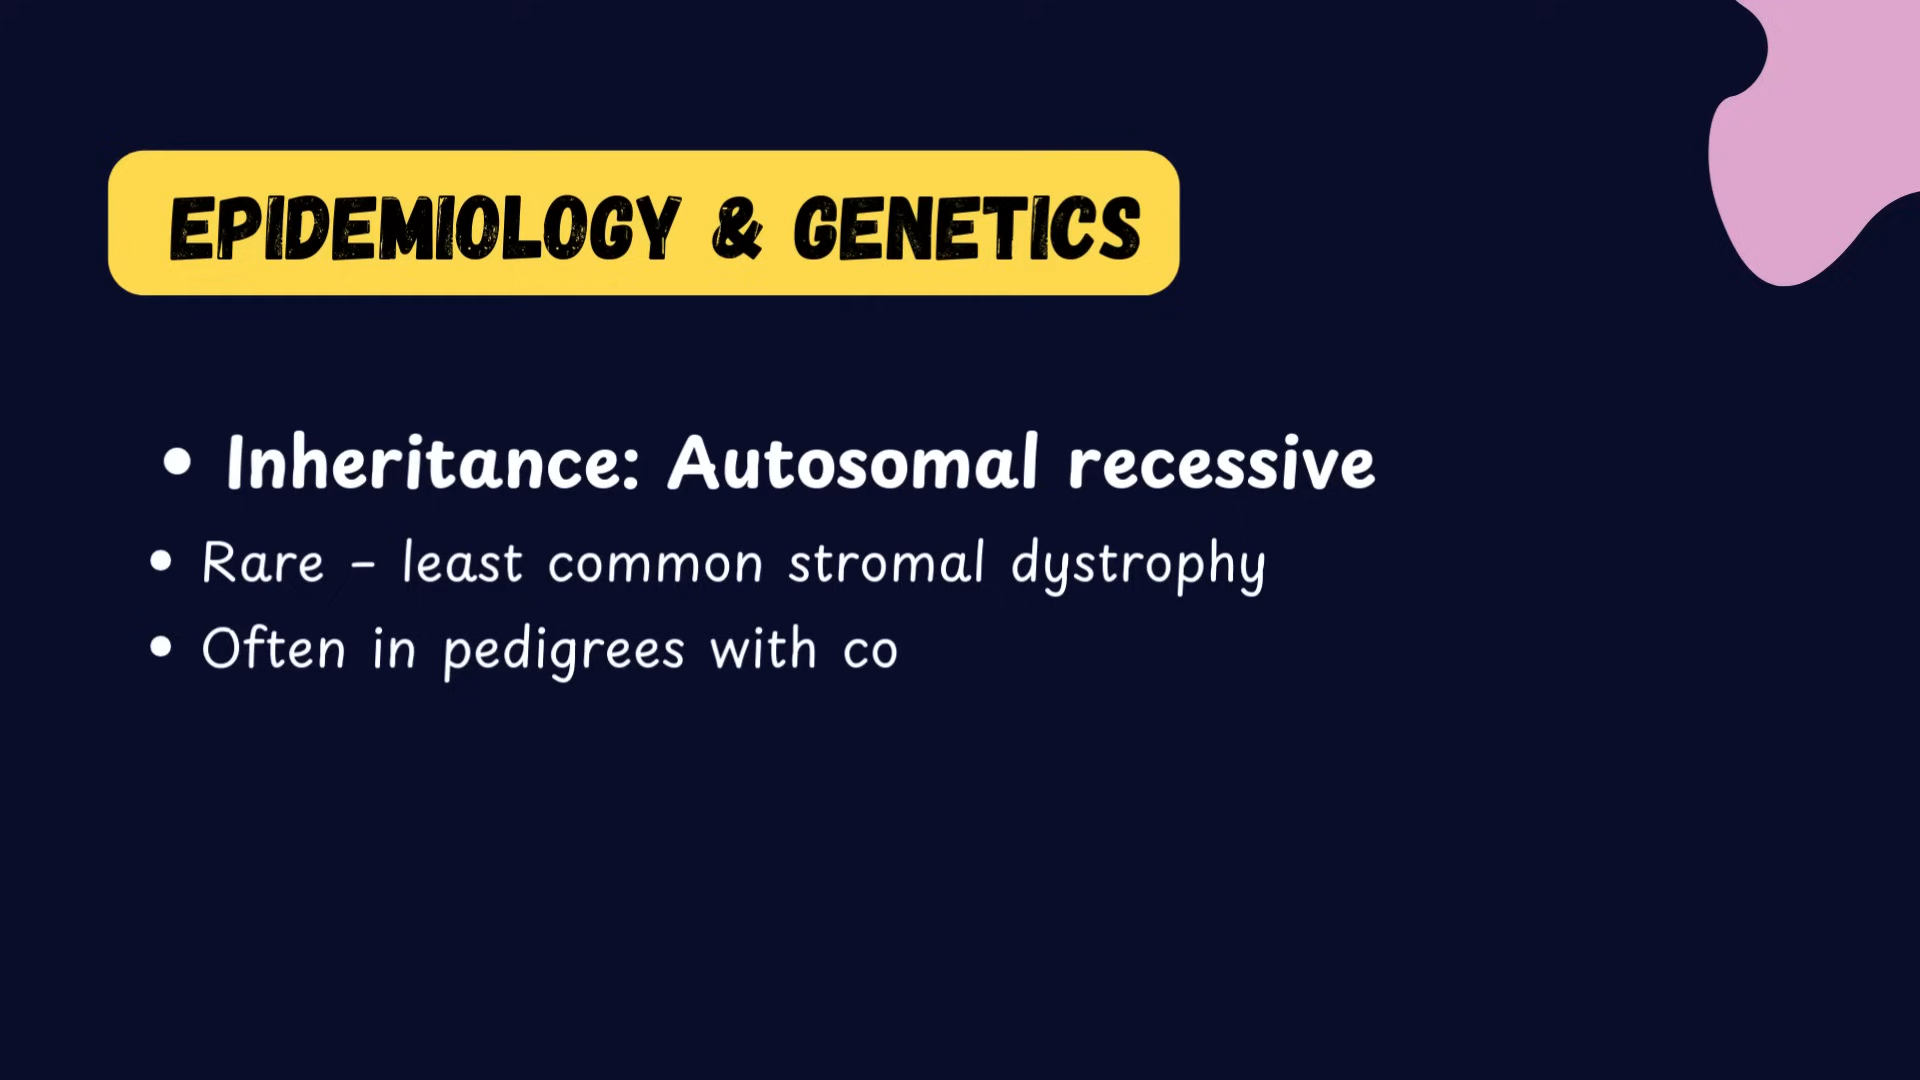 EPIDEMIOLOGY & GENETICS
• Inheritance: Autosomal recessive
• Rare - least common stromal dystrophy
• Often in pedigrees with co